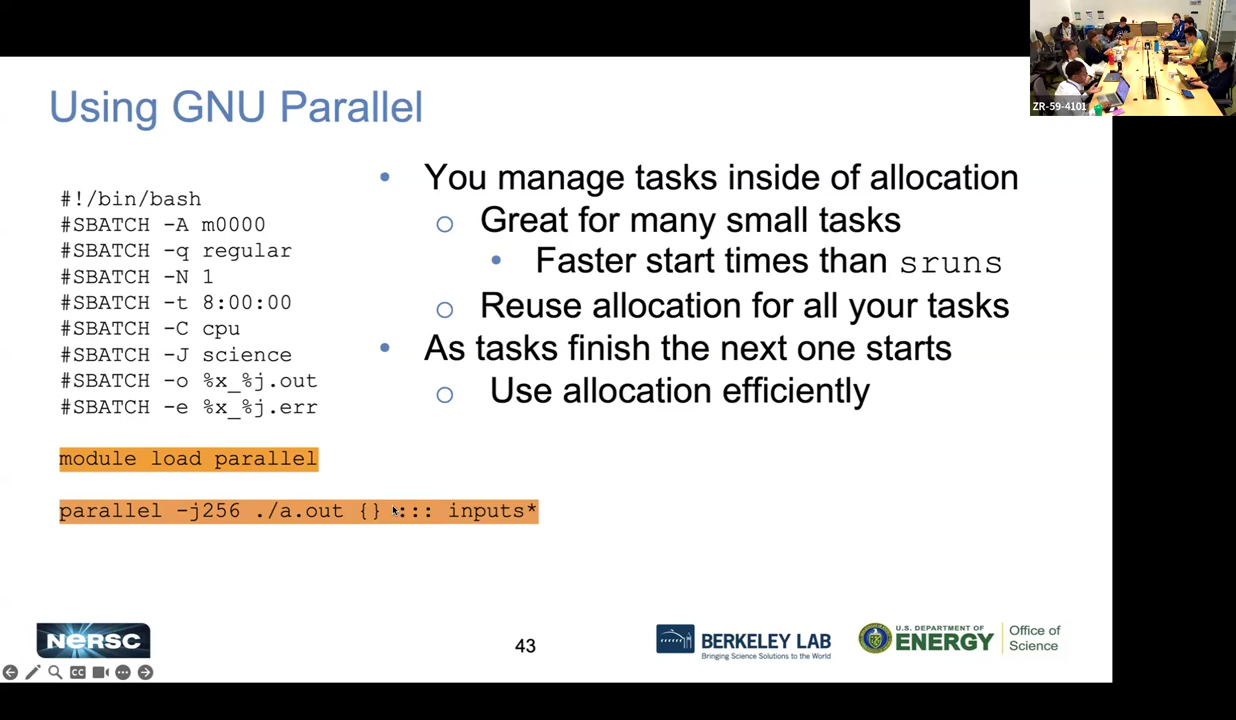 ZR-59-4101
Using GNU Parallel
#!/bin/bash
#SBATCH -A m0000
#SBATCH -q regular
#SBATCH -N 1
#SBATCH -t 8:00:00
#SBATCH -C cpu
#SBATCH -J science
#SBATCH -o %x_%j.out
#SBATCH -e %x_%j.err
module load parallel
parallel -j256 ./a.out {} :::: inputs*
You manage tasks inside of allocation
Great for many small tasks
Faster start times than sruns
Reuse allocation for all your tasks
As tasks finish the next one starts
Use allocation efficiently
NERSC
43
BERKELEY LAB
Bringing Science Solutions to the World
U.S. DEPARTMENT OF
ENERGY
Office of
Science
CC